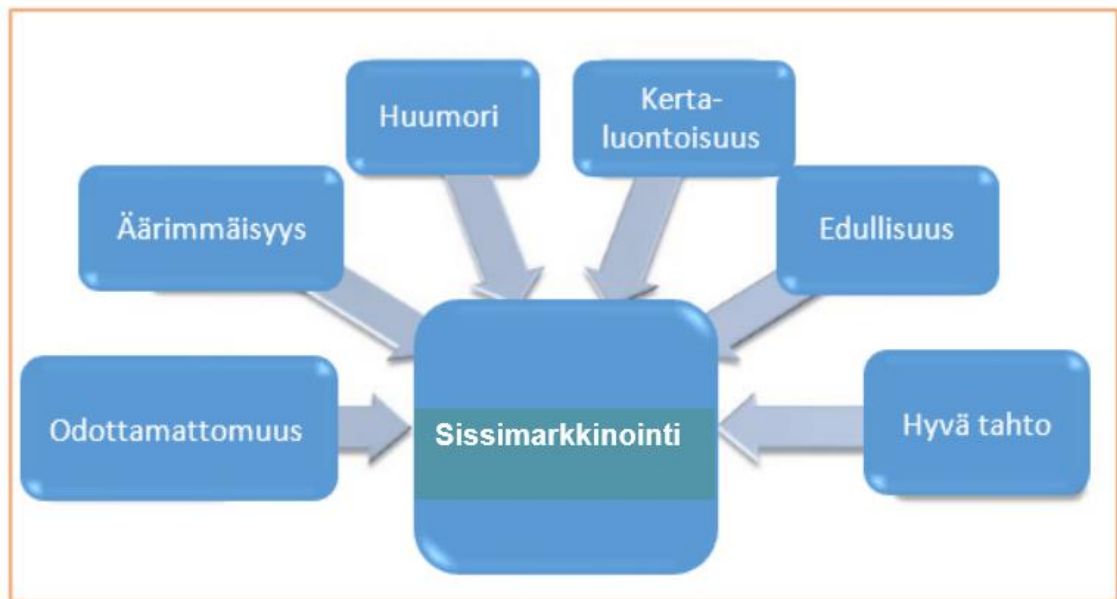 Huumori
Kerta-
luontoisuus
Äärimmäisyys
Edullisuus
Odottamattomuus
Sissimarkkinointi
Hyvä tahto